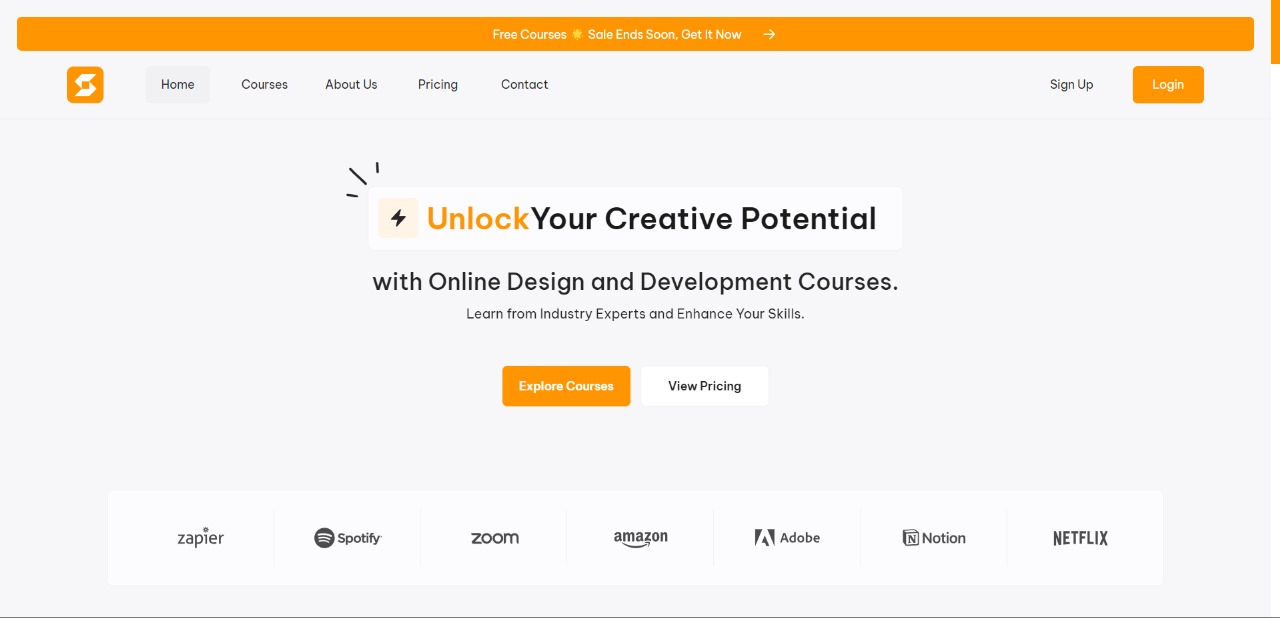 Free Courses 🌟 Sale Ends Soon, Get It Now →
Home Courses About Us Pricing Contact Sign Up Login
UnlockYour Creative Potential
with Online Design and Development Courses.
Learn from Industry Experts and Enhance Your Skills.
Explore Courses View Pricing
zapier Spotify zoom amazon Adobe Notion NETFLIX